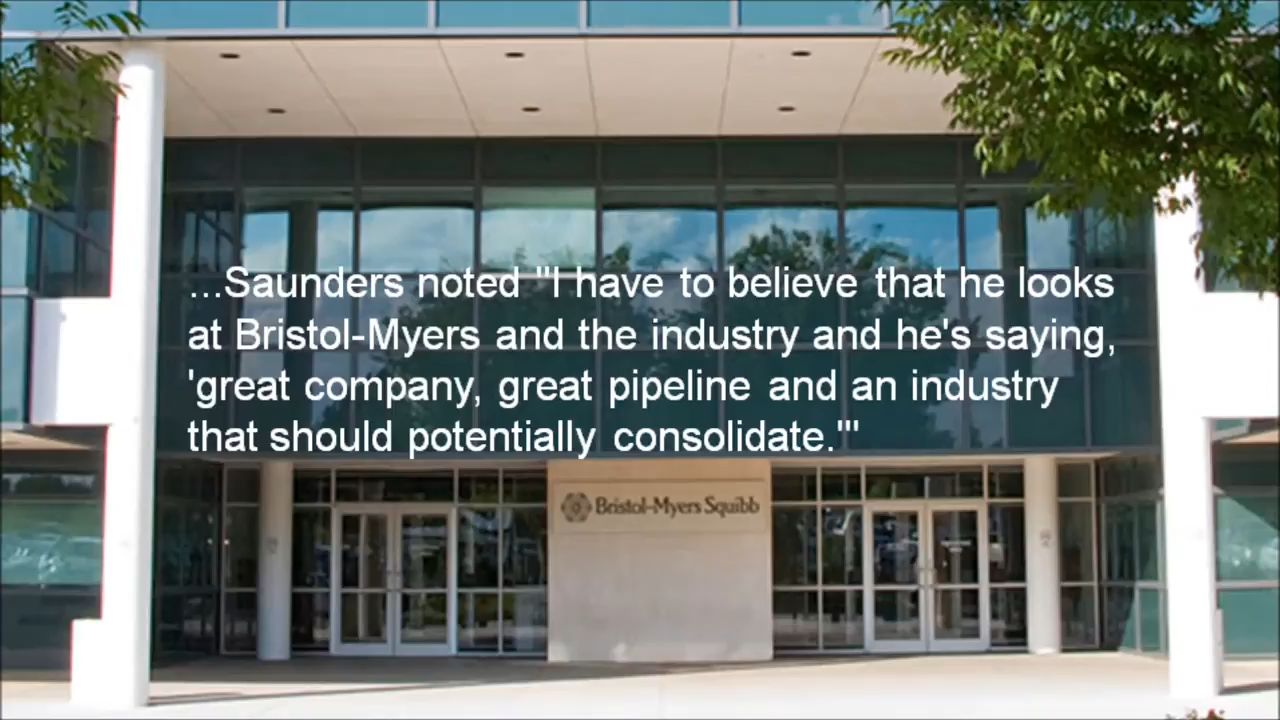 ...Saunders noted "I have to believe that he looks
at Bristol-Myers and the industry and he's saying,
'great company, great pipeline and an industry
that should potentially consolidate.'"
Bristol-Myers Squibb